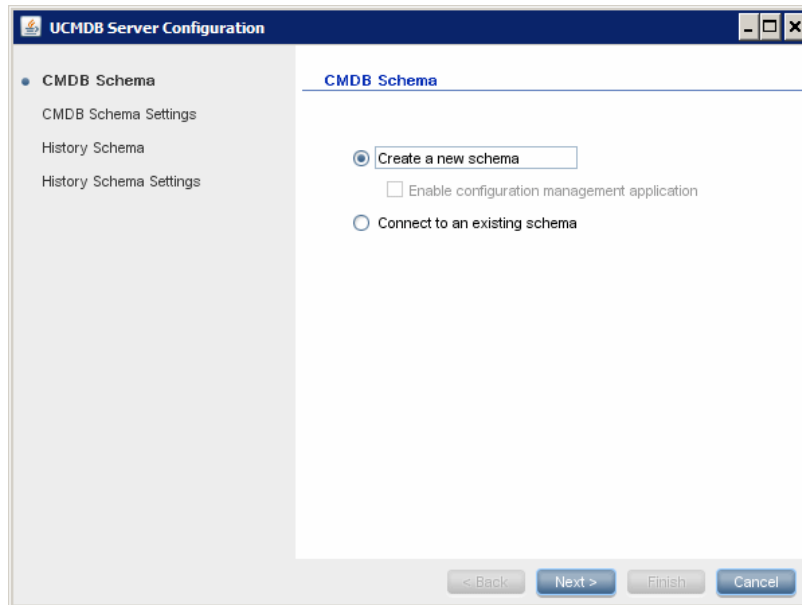 UCMDB Server Configuration
CMDB Schema
CMDB Schema Settings
History Schema
History Schema Settings
CMDB Schema
Create a new schema
Enable configuration management application
Connect to an existing schema
< Back
Next >
Finish
Cancel